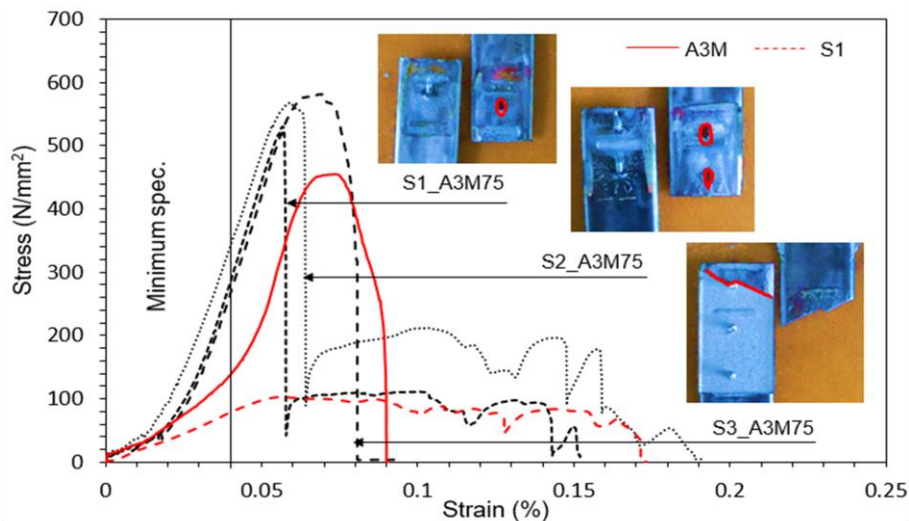 700
600
500
400
300
200
100
0
Stress (N/mm²)
Minimum spec.
A3M
S1
S1_A3M75
S2_A3M75
S3_A3M75
0
0.05
0.1
0.15
0.2
0.25
Strain (%)